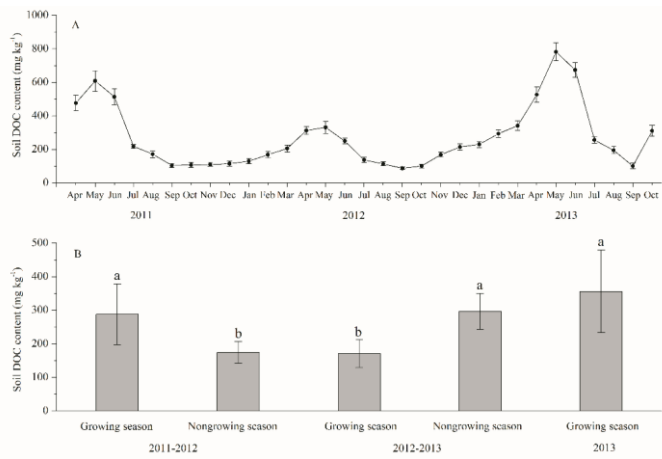 A
Soil DOC content (mg kg⁻¹)
1000
800
600
400
200
0
Apr May Jun Jul Aug Sep Oct Nov Dec Jan Feb Mar Apr May Jun Jul Aug Sep Oct Nov Dec Jan Feb Mar Apr May Jun Jul Aug Sep Oct
2011 2012 2013
B
Soil DOC content (mg kg⁻¹)
500
400
300
200
100
0
a b b a a
Growing season Nongrowing season Growing season Nongrowing season Growing season
2011-2012 2012-2013 2013